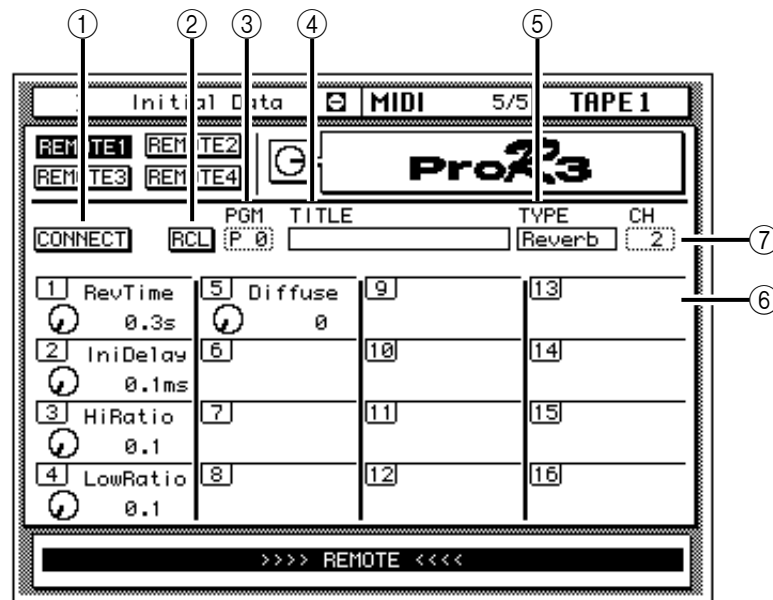 ① ② ③ ④ ⑤
Initial Data MIDI 5/5 TAPE 1
REMOTE1 REMOTE2
REMOTE3 REMOTE4
ProR3
PGM TITLE TYPE CH
CONNECT RCL P 0 Reverb 2 ⑦
1 RevTime 5 Diffuse 9 13 ⑥
0.3s 0
2 IniDelay 6 10 14
0.1ms
3 HiRatio 7 11 15
0.1
4 LowRatio 8 12 16
0.1
>>>> REMOTE <<<<